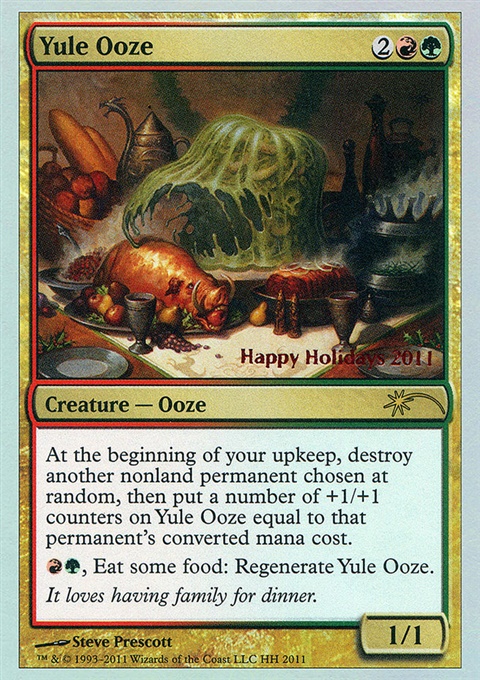 Yule Ooze 2
Happy Holidays 2011
Creature — Ooze
At the beginning of your upkeep, destroy
another nonland permanent chosen at
random, then put a number of +1/+1
counters on Yule Ooze equal to that
permanent's converted mana cost.
, Eat some food: Regenerate Yule Ooze.
It loves having family for dinner.
1/1
Steve Prescott
™ & © 1993–2011 Wizards of the Coast LLC HH 2011